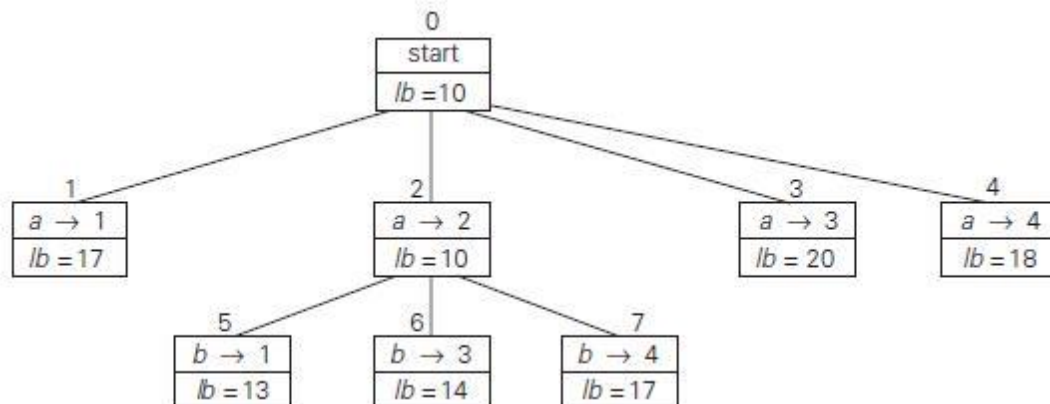 0
start
lb =10
1
2
3
4
a → 1
a → 2
a → 3
a → 4
lb =17
lb =10
lb = 20
lb =18
5
6
7
b → 1
b → 3
b → 4
lb =13
lb =14
lb =17